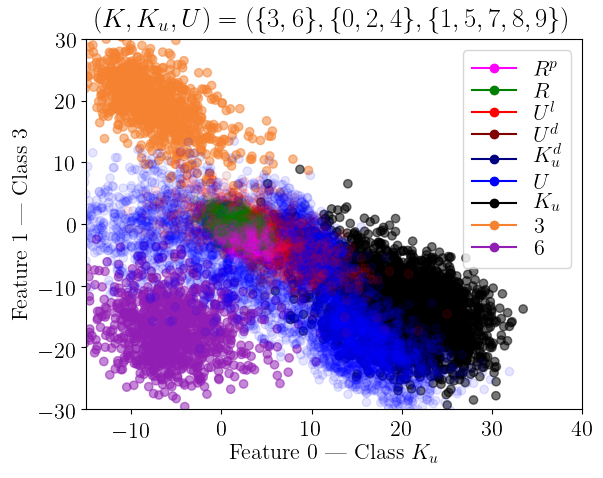 (K, K_u, U) = ({3, 6}, {0, 2, 4}, {1, 5, 7, 8, 9})
30
20
10
0
−10
−20
−30
Feature 1 — Class 3
R^p
R
U^l
U^d
K_u^d
U
K_u
3
6
−10
0
10
20
30
40
Feature 0 — Class K_u